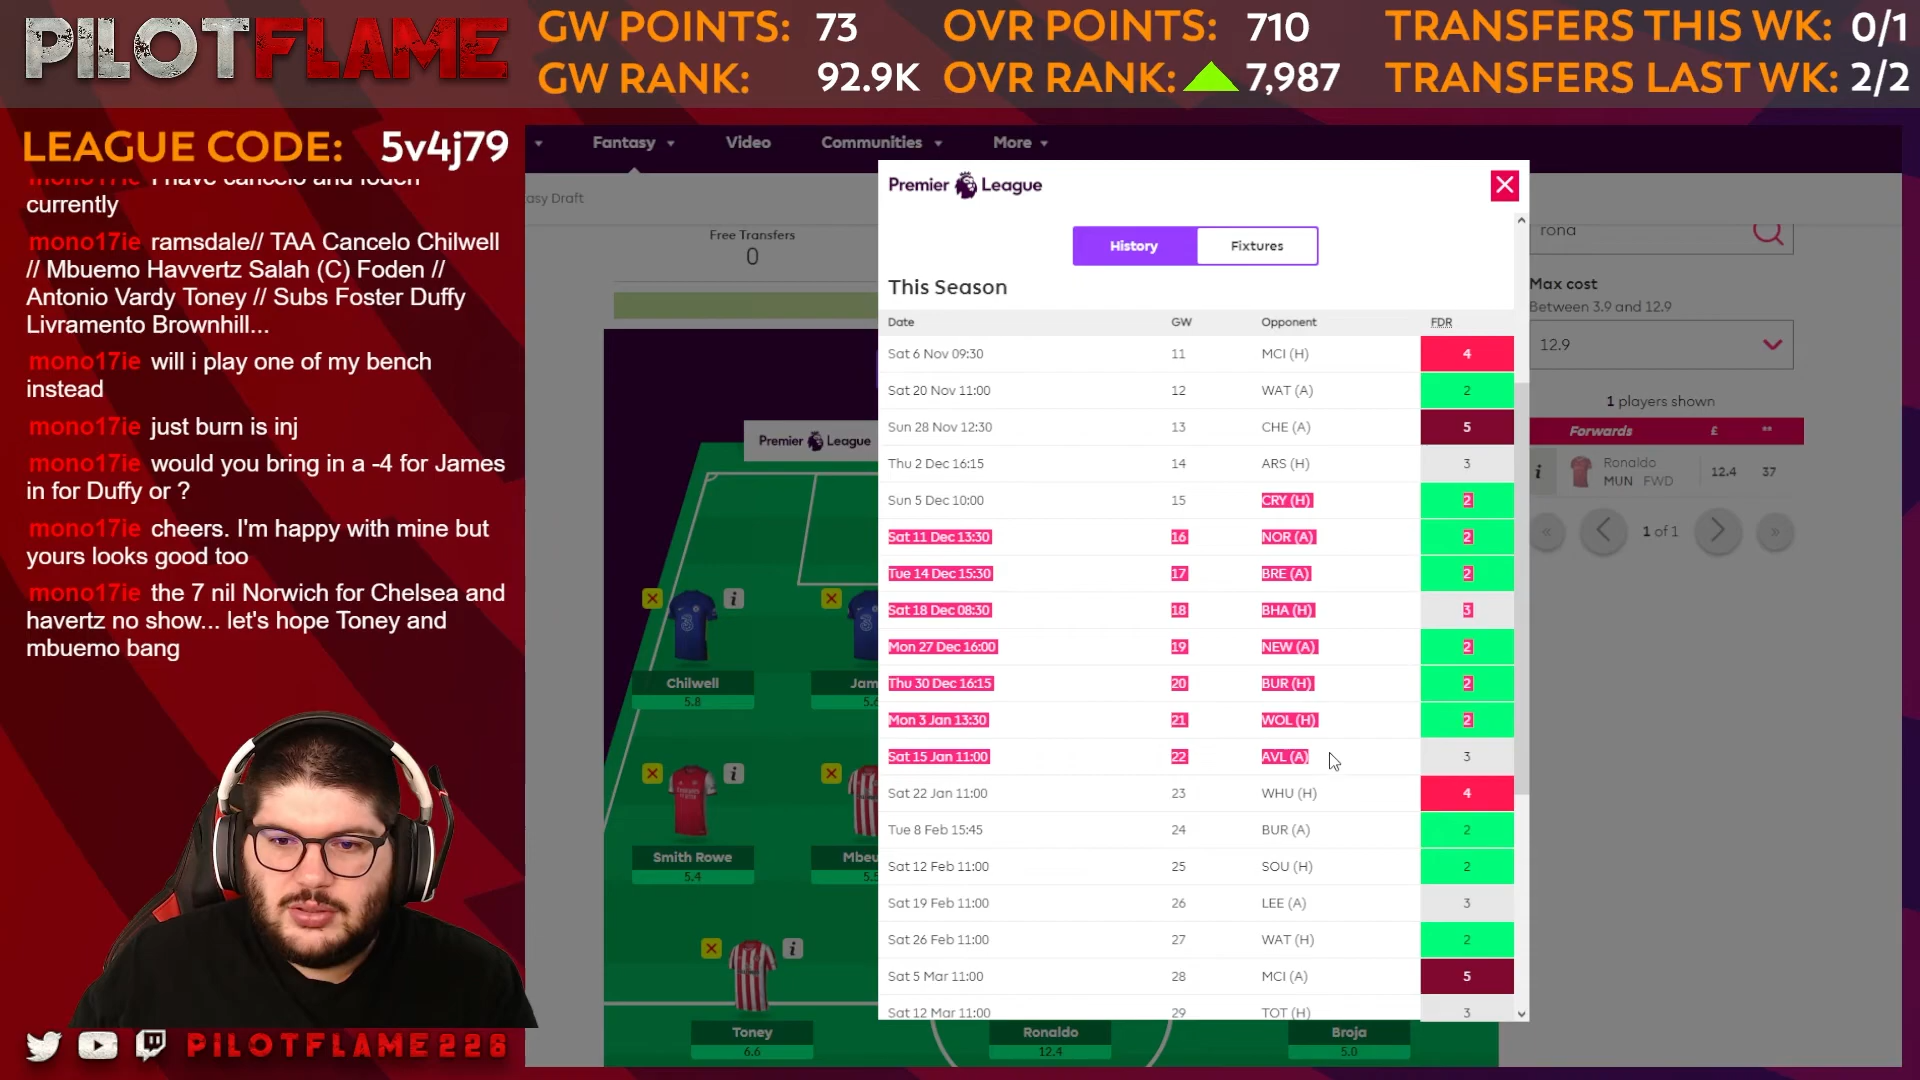 PILOTFLAME
GW POINTS: 73
OVR POINTS: 710
TRANSFERS THIS WK: 0/1
GW RANK: 92.9K
OVR RANK: 7,987
TRANSFERS LAST WK: 2/2
LEAGUE CODE: 5v4j79
mono17ie I have cancelo and foden
currently
mono17ie ramsdale// TAA Cancelo Chilwell
// Mbuemo Havvertz Salah (C) Foden //
Antonio Vardy Toney // Subs Foster Duffy
Livramento Brownhill...
mono17ie will i play one of my bench
instead
mono17ie just burn is inj
mono17ie would you bring in a -4 for James
in for Duffy or ?
mono17ie cheers. I'm happy with mine but
yours looks good too
mono17ie the 7 nil Norwich for Chelsea and
havertz no show... let's hope Toney and
mbuemo bang
PILOTFLAME226
Fantasy Video Communities More
asy Draft
Free Transfers
0
Premier League
Chilwell
5.8
Jam
5.6
Smith Rowe
5.4
Mbeu
5.5
Toney
6.6
Ronaldo
12.4
Broja
5.0
Premier League
History Fixtures
This Season
Date GW Opponent FDR
Sat 6 Nov 09:30 11 MCI (H) 4
Sat 20 Nov 11:00 12 WAT (A) 2
Sun 28 Nov 12:30 13 CHE (A) 5
Thu 2 Dec 16:15 14 ARS (H) 3
Sun 5 Dec 10:00 15 CRY (H) 2
Sat 11 Dec 13:30 16 NOR (A) 2
Tue 14 Dec 15:30 17 BRE (A) 2
Sat 18 Dec 08:30 18 BHA (H) 3
Mon 27 Dec 16:00 19 NEW (A) 2
Thu 30 Dec 16:15 20 BUR (H) 2
Mon 3 Jan 13:30 21 WOL (H) 2
Sat 15 Jan 11:00 22 AVL (A) 3
Sat 22 Jan 11:00 23 WHU (H) 4
Tue 8 Feb 15:45 24 BUR (A) 2
Sat 12 Feb 11:00 25 SOU (H) 2
Sat 19 Feb 11:00 26 LEE (A) 3
Sat 26 Feb 11:00 27 WAT (H) 2
Sat 5 Mar 11:00 28 MCI (A) 5
Sat 12 Mar 11:00 29 TOT (H) 3
rona
Max cost
Between 3.9 and 12.9
12.9
1 players shown
Forwards £ **
Ronaldo
MUN FWD 12.4 37
1 of 1